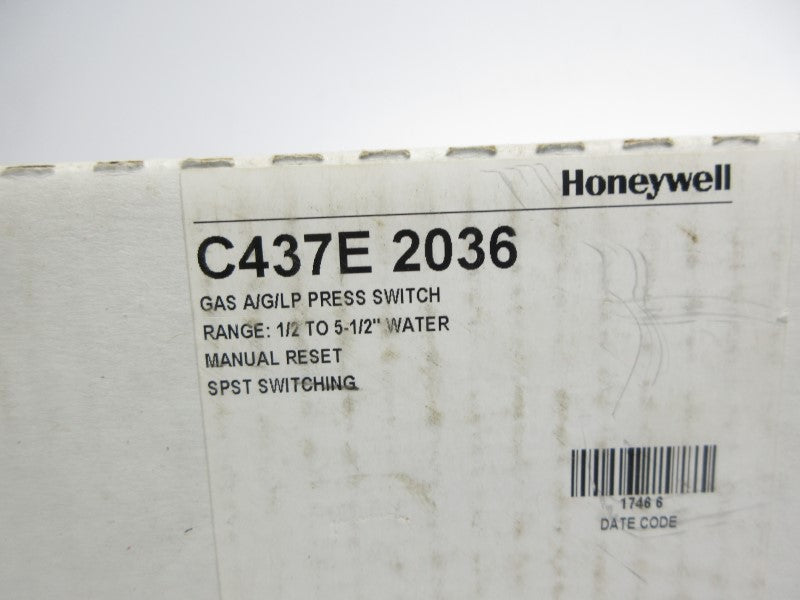 Honeywell
C437E 2036
GAS A/G/LP PRESS SWITCH
RANGE: 1/2 TO 5-1/2" WATER
MANUAL RESET
SPST SWITCHING
1746 6
DATE CODE